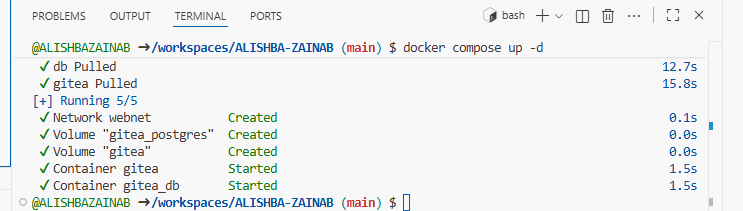 PROBLEMS OUTPUT TERMINAL PORTS bash
@ALISHBAZAINAB ➜/workspaces/ALISHBA-ZAINAB (main) $ docker compose up -d
✔ db Pulled 12.7s
✔ gitea Pulled 15.8s
[+] Running 5/5
✔ Network webnet Created 0.1s
✔ Volume "gitea_postgres" Created 0.0s
✔ Volume "gitea" Created 0.0s
✔ Container gitea Started 1.5s
✔ Container gitea_db Started 1.5s
@ALISHBAZAINAB ➜/workspaces/ALISHBA-ZAINAB (main) $